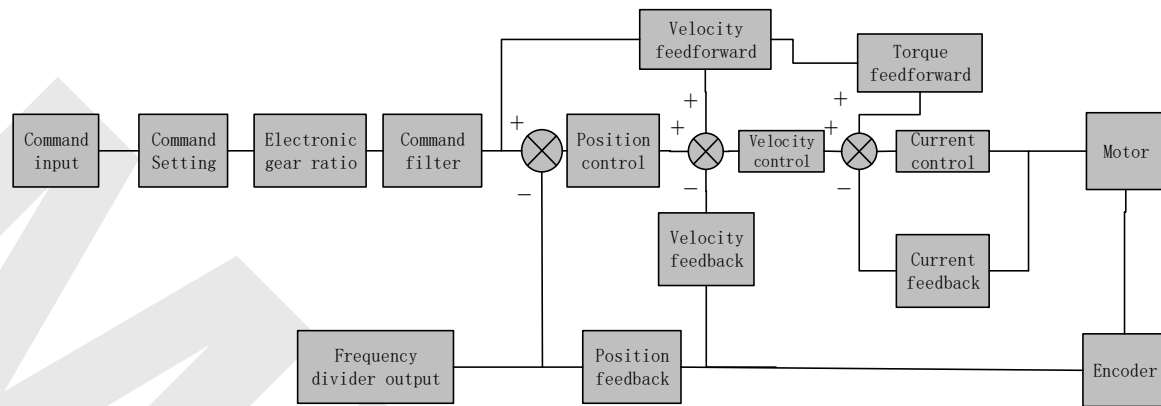 Velocity
feedforward
Torque
feedforward
+
+
+
+
+
Command
input
Command
Setting
Electronic
gear ratio
Command
filter
Position
control
Velocity
control
Current control
Motor
−
−
−
Velocity
feedback
Current
feedback
Frequency
divider output
Position
feedback
Encoder